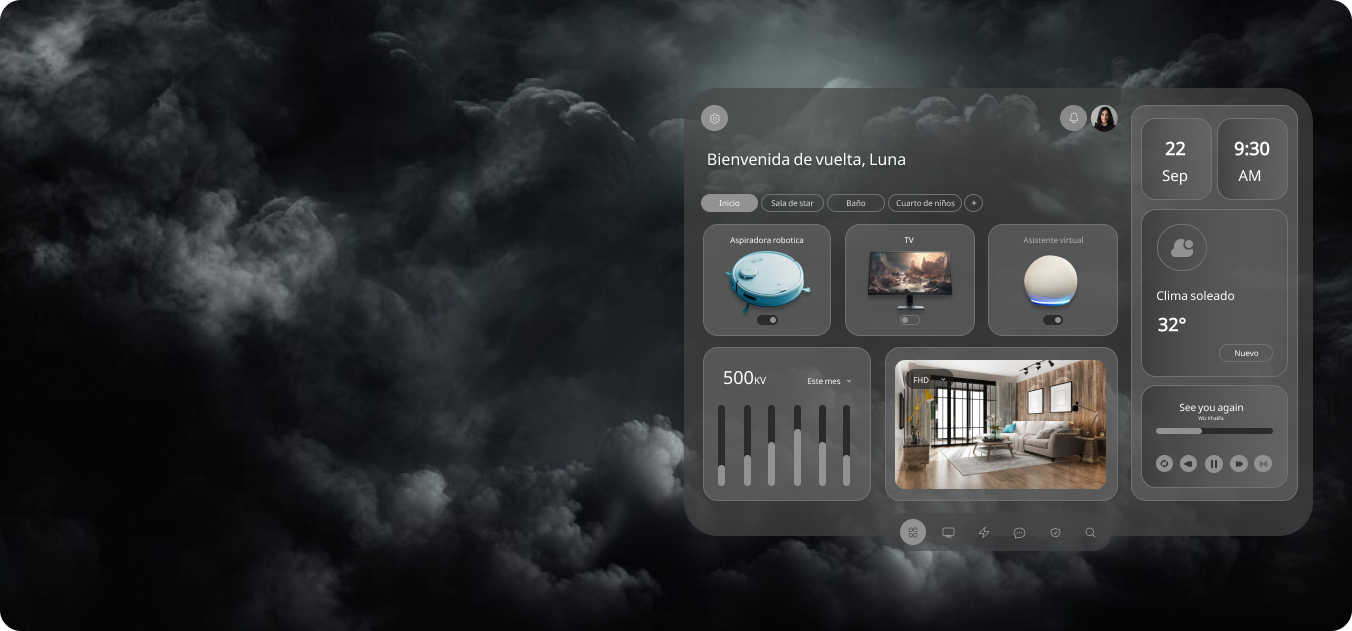 Bienvenida de vuelta, Luna
Inicio
Sala de star
Baño
Cuarto de niños
+
Aspiradora robotica
TV
Asistente virtual
500KV
Este mes
FHD
22
Sep
9:30
AM
Clima soleado
32°
Nuevo
See you again
Wiz Khalifa